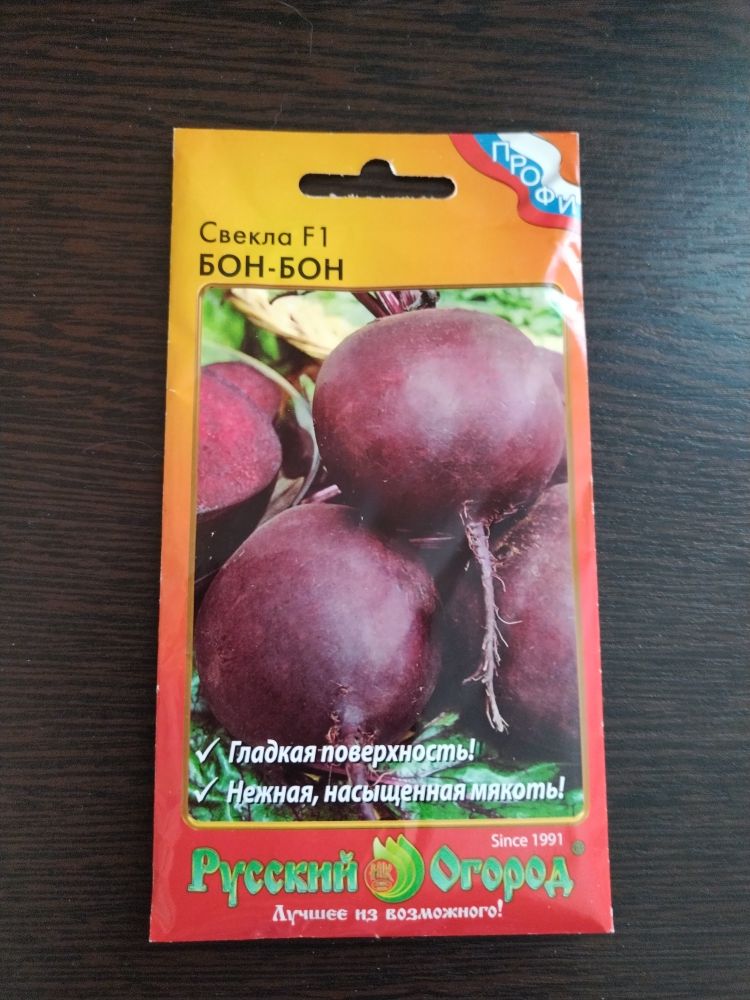 ПРОФИ
Свекла F1
БОН-БОН
✓ Гладкая поверхность!
✓ Нежная, насыщенная мякоть!
Since 1991
Русский Огород®
Лучшее из возможного!